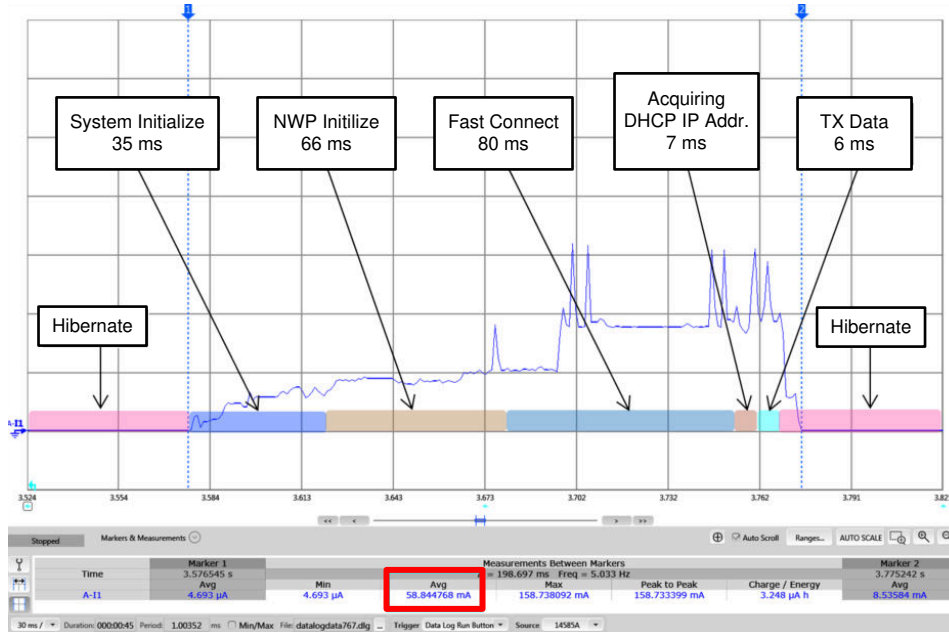 1
2
System Initialize
35 ms
NWP Initilize
66 ms
Fast Connect
80 ms
Acquiring
DHCP IP Addr.
7 ms
TX Data
6 ms
Hibernate
Hibernate
A-I1
3.524 3.554 3.584 3.613 3.643 3.673 3.702 3.732 3.762 3.791 3.82
<< < > >>
Stopped Markers & Measurements Auto Scroll Ranges... AUTO SCALE
Marker 1 Measurements Between Markers Marker 2
Time 3.576545 s = 198.697 ms Freq = 5.033 Hz 3.775242 s
Avg Min Avg Max Peak to Peak Charge / Energy Avg
A-I1 4.693 µA 4.693 µA 58.844768 mA 158.738092 mA 158.733399 mA 3.248 µA h 8.53584 mA
30 ms / Duration: 000:00:45 Period: 1.00352 ms Min/Max File: datalogdata767.dlg ... Trigger Data Log Run Button Source 14585A